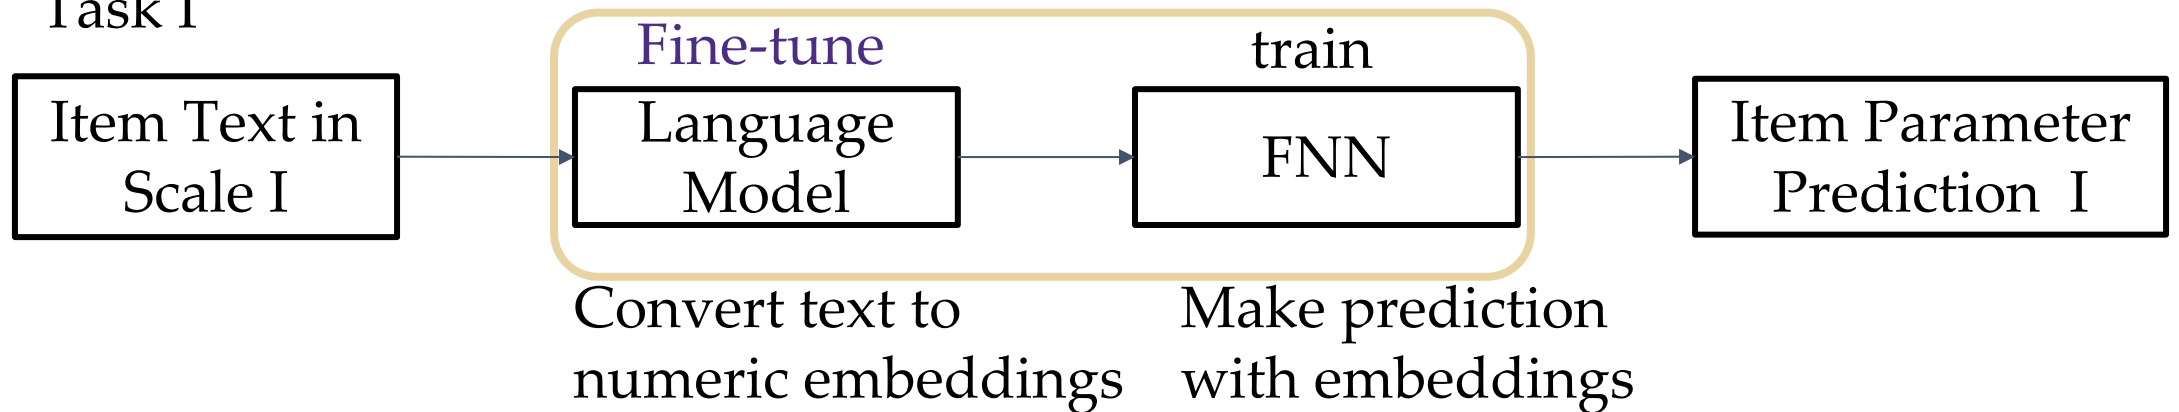 Task I
Fine-tune
train
Item Text in
Scale I
Language
Model
FNN
Item Parameter
Prediction I
Convert text to
numeric embeddings
Make prediction
with embeddings